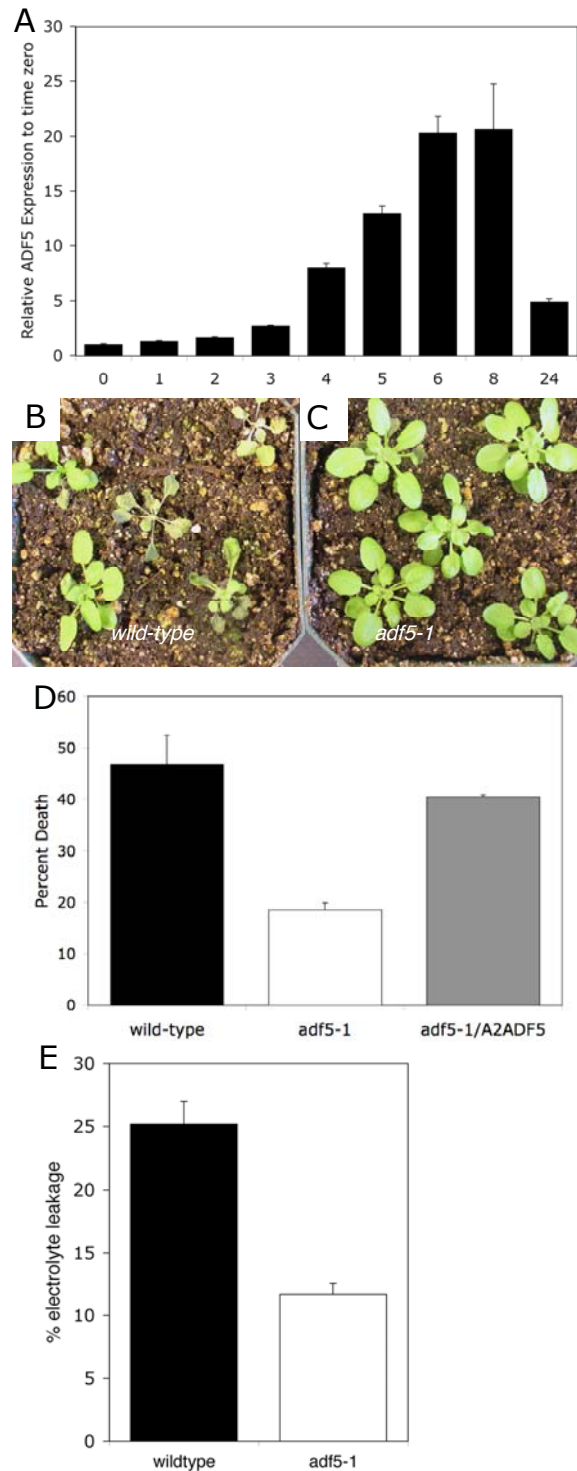 A
Relative ADF5 Expression to time zero
30
25
20
15
10
5
0
0 1 2 3 4 5 6 8 24
B
C
wild-type
adf5-1
D
Percent Death
60
50
40
30
20
10
0
wild-type adf5-1 adf5-1/A2ADF5
E
% electrolyte leakage
30
25
20
15
10
5
0
wildtype adf5-1